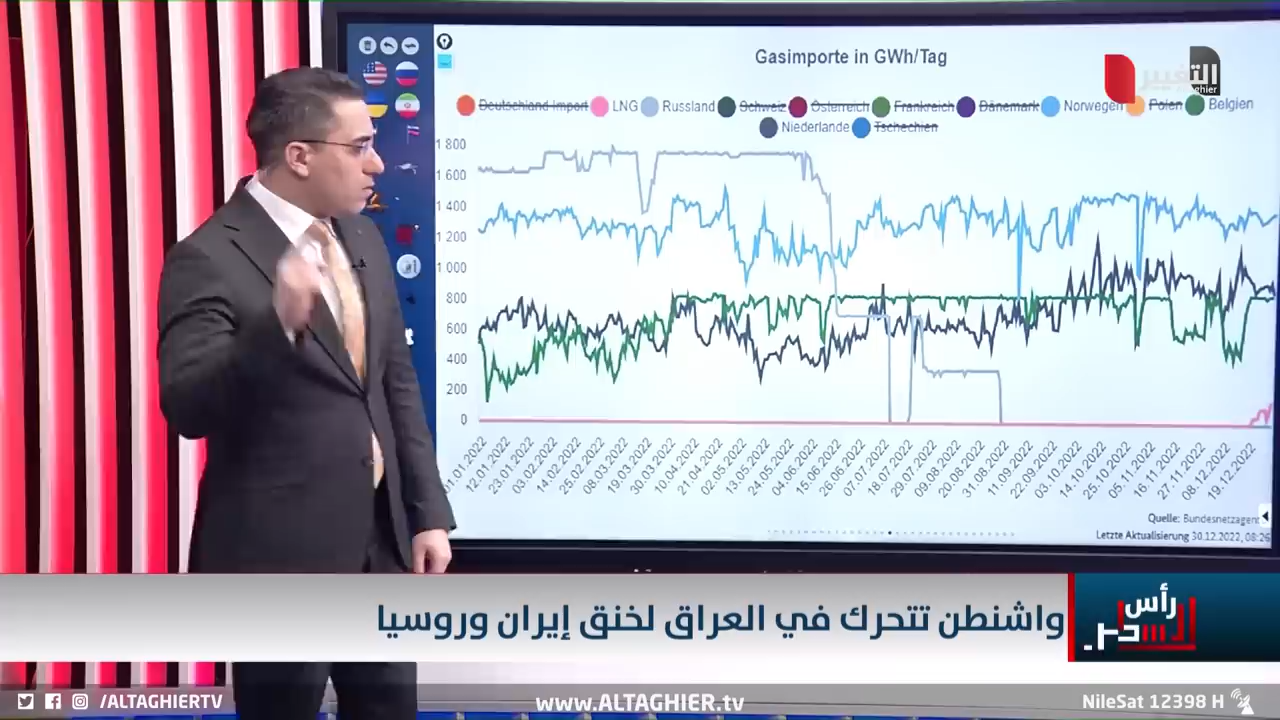 Gasimporte in GWh/Tag
التغيير
Deutschland Import LNG Russland Schweiz Österreich Frankreich Dänemark Norwegen Polen Belgien
Niederlande Tschechien
1 800
1 600
1 400
1 200
1 000
800
600
400
200
0
01.01.2022 12.01.2022 23.01.2022 03.02.2022 14.02.2022 25.02.2022 08.03.2022 19.03.2022 30.03.2022 10.04.2022 21.04.2022 02.05.2022 13.05.2022 24.05.2022 04.06.2022 15.06.2022 26.06.2022 07.07.2022 18.07.2022 29.07.2022 09.08.2022 20.08.2022 31.08.2022 11.09.2022 22.09.2022 03.10.2022 14.10.2022 25.10.2022 05.11.2022 16.11.2022 27.11.2022 08.12.2022 19.12.2022
Quelle: Bundesnetzagent
Letzte Aktualisierung 30.12.2022, 08:26
رأس السطر
واشنطن تتحرك في العراق لخنق إيران وروسيا
/ALTAGHIERTV
www.ALTAGHIER.tv
NileSat 12398 H